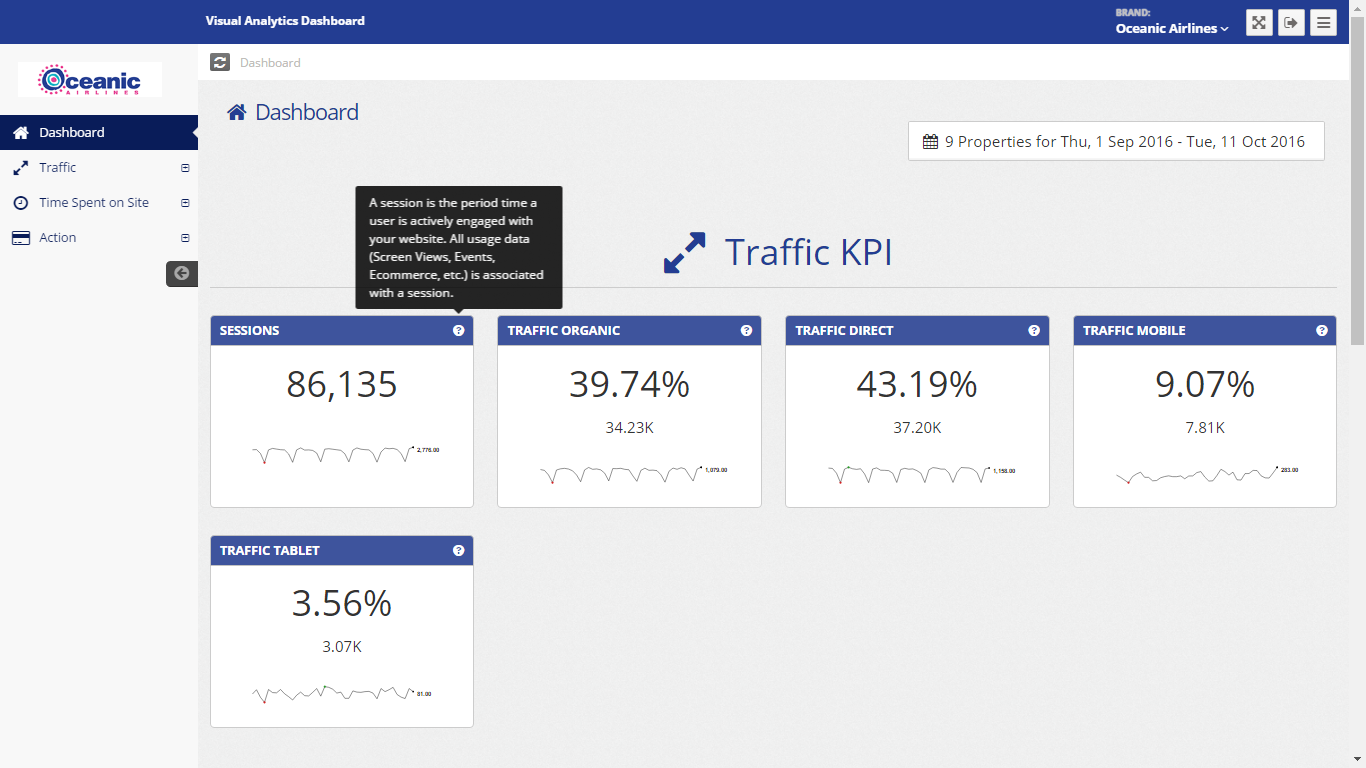 Visual Analytics Dashboard
BRAND:
Oceanic Airlines
Oceanic
AIRLINES
Dashboard
Traffic
Time Spent on Site
Action
Dashboard
Dashboard
9 Properties for Thu, 1 Sep 2016 - Tue, 11 Oct 2016
A session is the period time a
user is actively engaged with
your website. All usage data
(Screen Views, Events,
Ecommerce, etc.) is associated
with a session.
Traffic KPI
SESSIONS
86,135
2,776.00
TRAFFIC ORGANIC
39.74%
34.23K
1,079.00
TRAFFIC DIRECT
43.19%
37.20K
1,158.00
TRAFFIC MOBILE
9.07%
7.81K
283.00
TRAFFIC TABLET
3.56%
3.07K
81.00